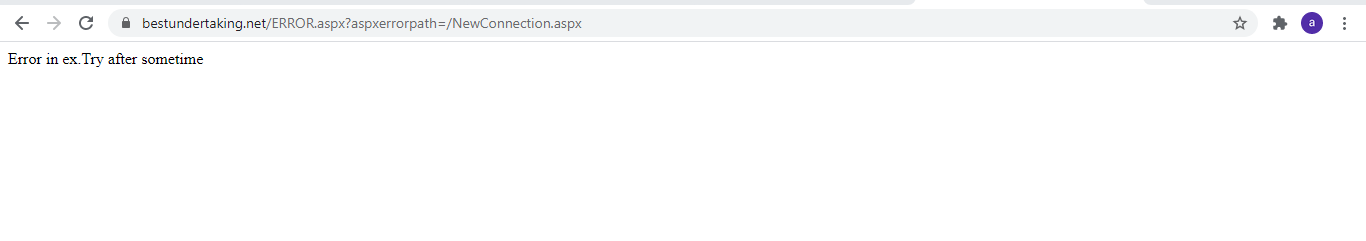 bestundertaking.net/ERROR.aspx?aspxerrorpath=/NewConnection.aspx
a
Error in ex.Try after sometime